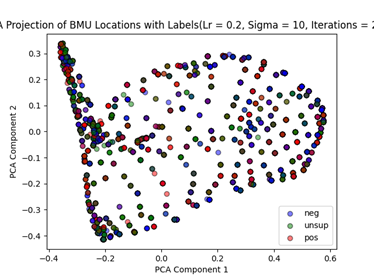 A Projection of BMU Locations with Labels(Lr = 0.2, Sigma = 10, Iterations = 2
PCA Component 2
0.3
0.2
0.1
0.0
−0.1
−0.2
−0.3
−0.4
neg
unsup
pos
−0.4 −0.2 0.0 0.2 0.4 0.6
PCA Component 1